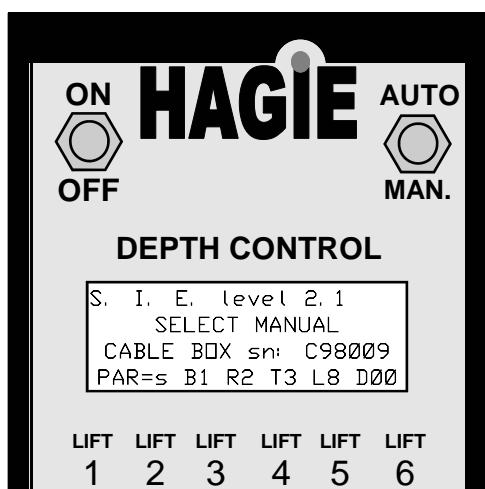 HAGIE
ON
AUTO
OFF
MAN.
DEPTH CONTROL
S. I. E. level 2.1
SELECT MANUAL
CABLE BOX sn: C98009
PAR=s B1 R2 T3 L8 D00
LIFT LIFT LIFT LIFT LIFT LIFT
1 2 3 4 5 6